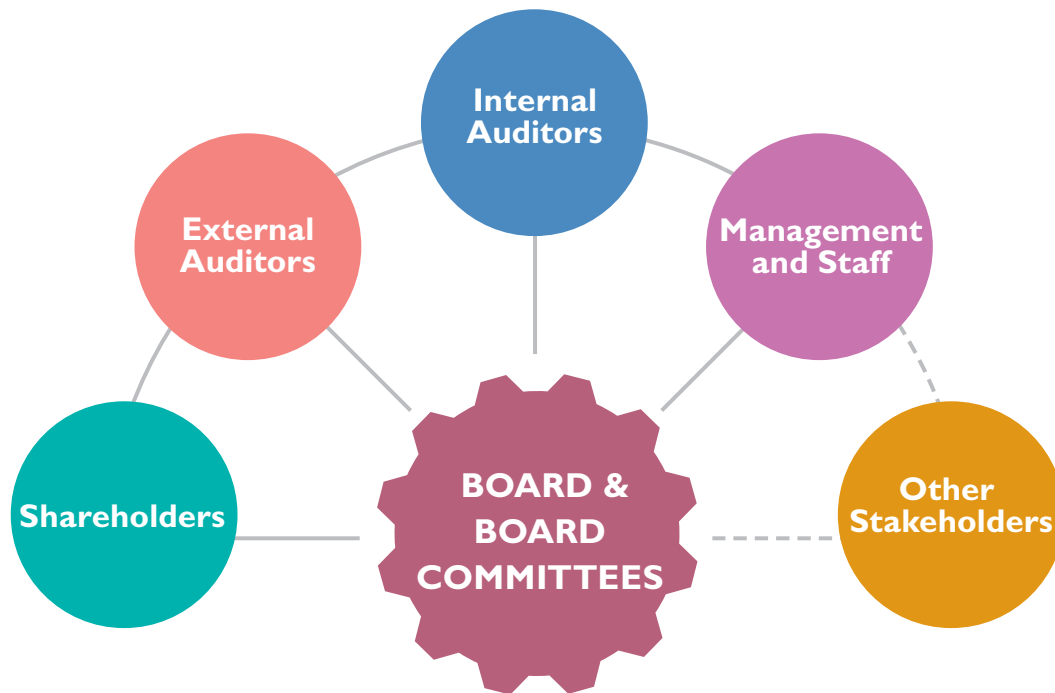 Internal
Auditors
External
Auditors
Management
and Staff
Shareholders
BOARD &
BOARD
COMMITTEES
Other
Stakeholders